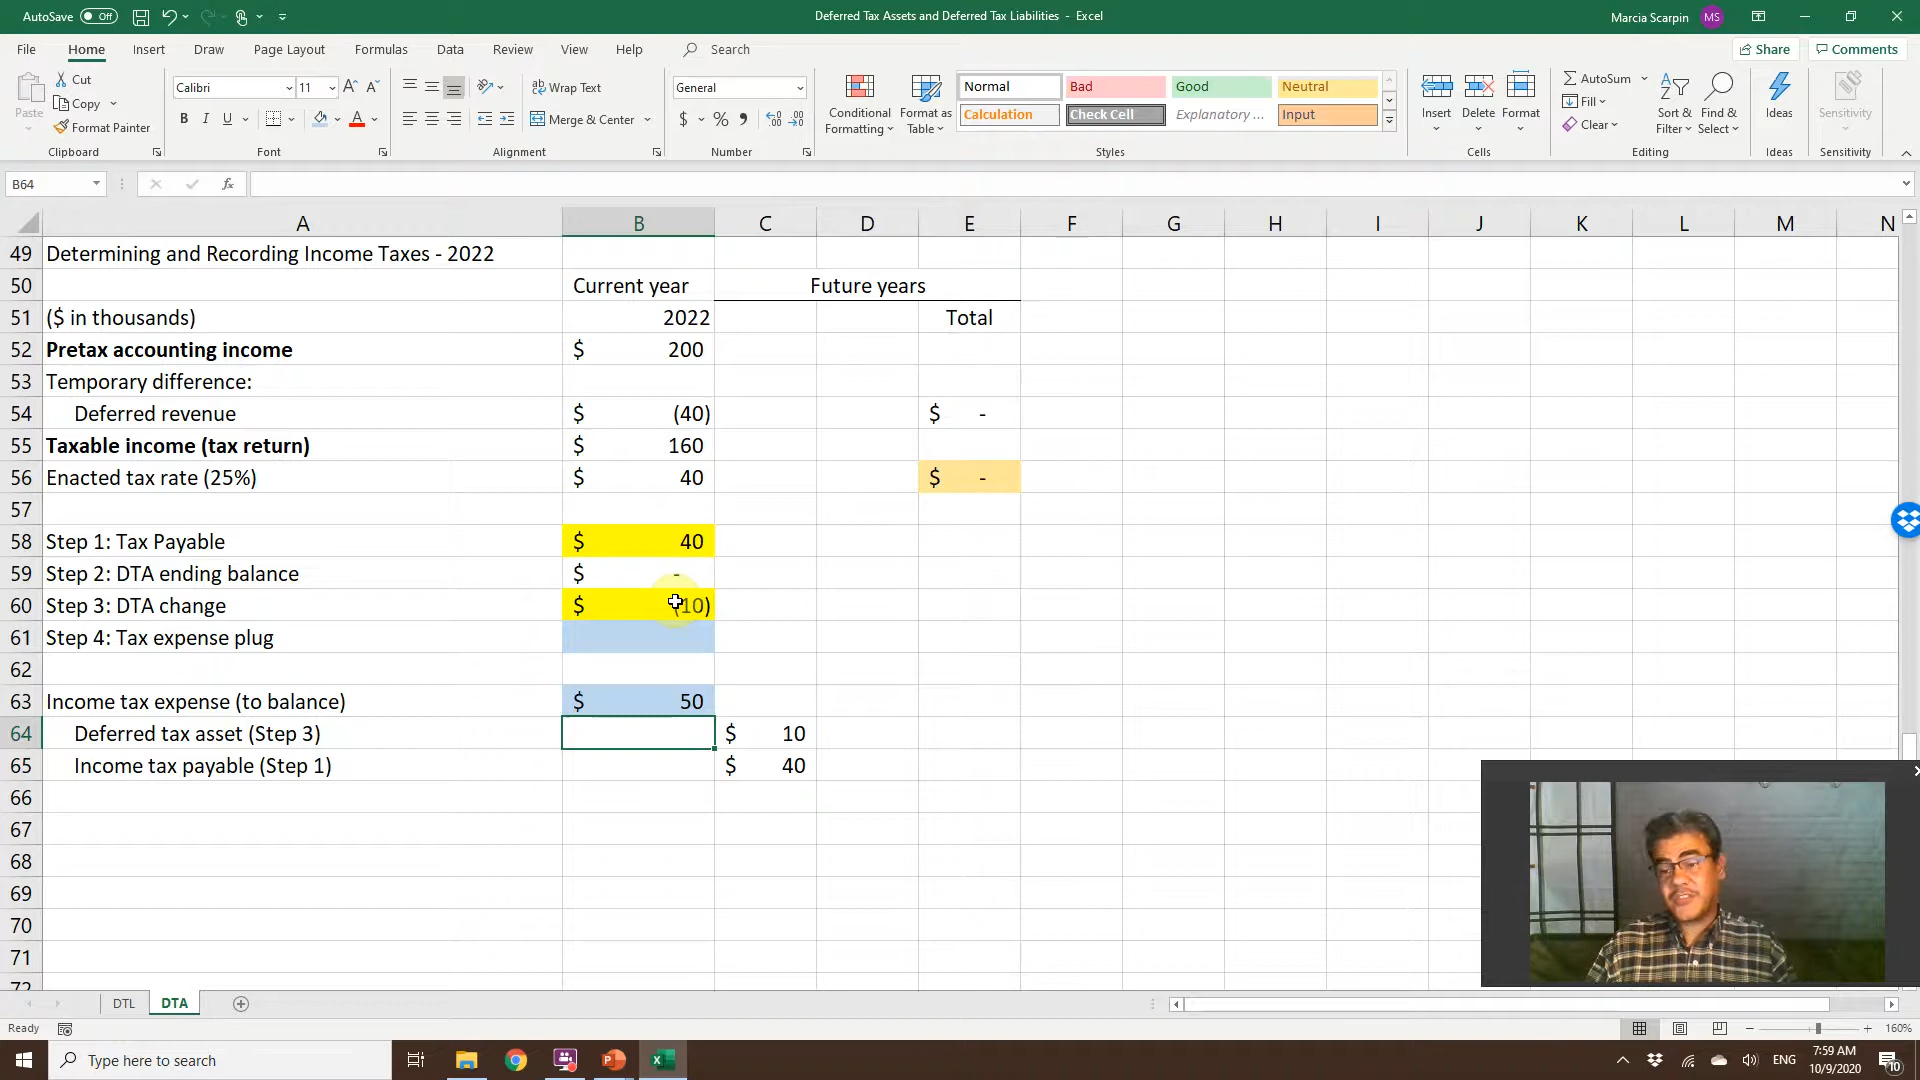 AutoSave Off
Deferred Tax Assets and Deferred Tax Liabilities - Excel
Marcia Scarpin MS
File Home Insert Draw Page Layout Formulas Data Review View Help Search
Share Comments
Paste Cut Copy Format Painter Clipboard
Calibri 11 A A B I U A Font
Wrap Text Merge & Center Alignment
General $ % Number
Conditional Formatting Format as Table
Normal Bad Good Neutral
Calculation Check Cell Explanatory ... Input
Styles
Insert Delete Format Cells
AutoSum Fill Clear Sort & Filter Find & Select Editing
Ideas Ideas
Sensitivity Sensitivity
B64 fx
A B C D E F G H I J K L M N
49 Determining and Recording Income Taxes - 2022
50 Current year Future years
51 ($ in thousands) 2022 Total
52 Pretax accounting income $ 200
53 Temporary difference:
54 Deferred revenue $ (40) $ -
55 Taxable income (tax return) $ 160
56 Enacted tax rate (25%) $ 40 $ -
57
58 Step 1: Tax Payable $ 40
59 Step 2: DTA ending balance $ -
60 Step 3: DTA change $ (10)
61 Step 4: Tax expense plug
62
63 Income tax expense (to balance) $ 50
64 Deferred tax asset (Step 3) $ 10
65 Income tax payable (Step 1) $ 40
66
67
68
69
70
71
72
DTL DTA
Ready 160%
Type here to search
ENG
7:59 AM
10/9/2020
10